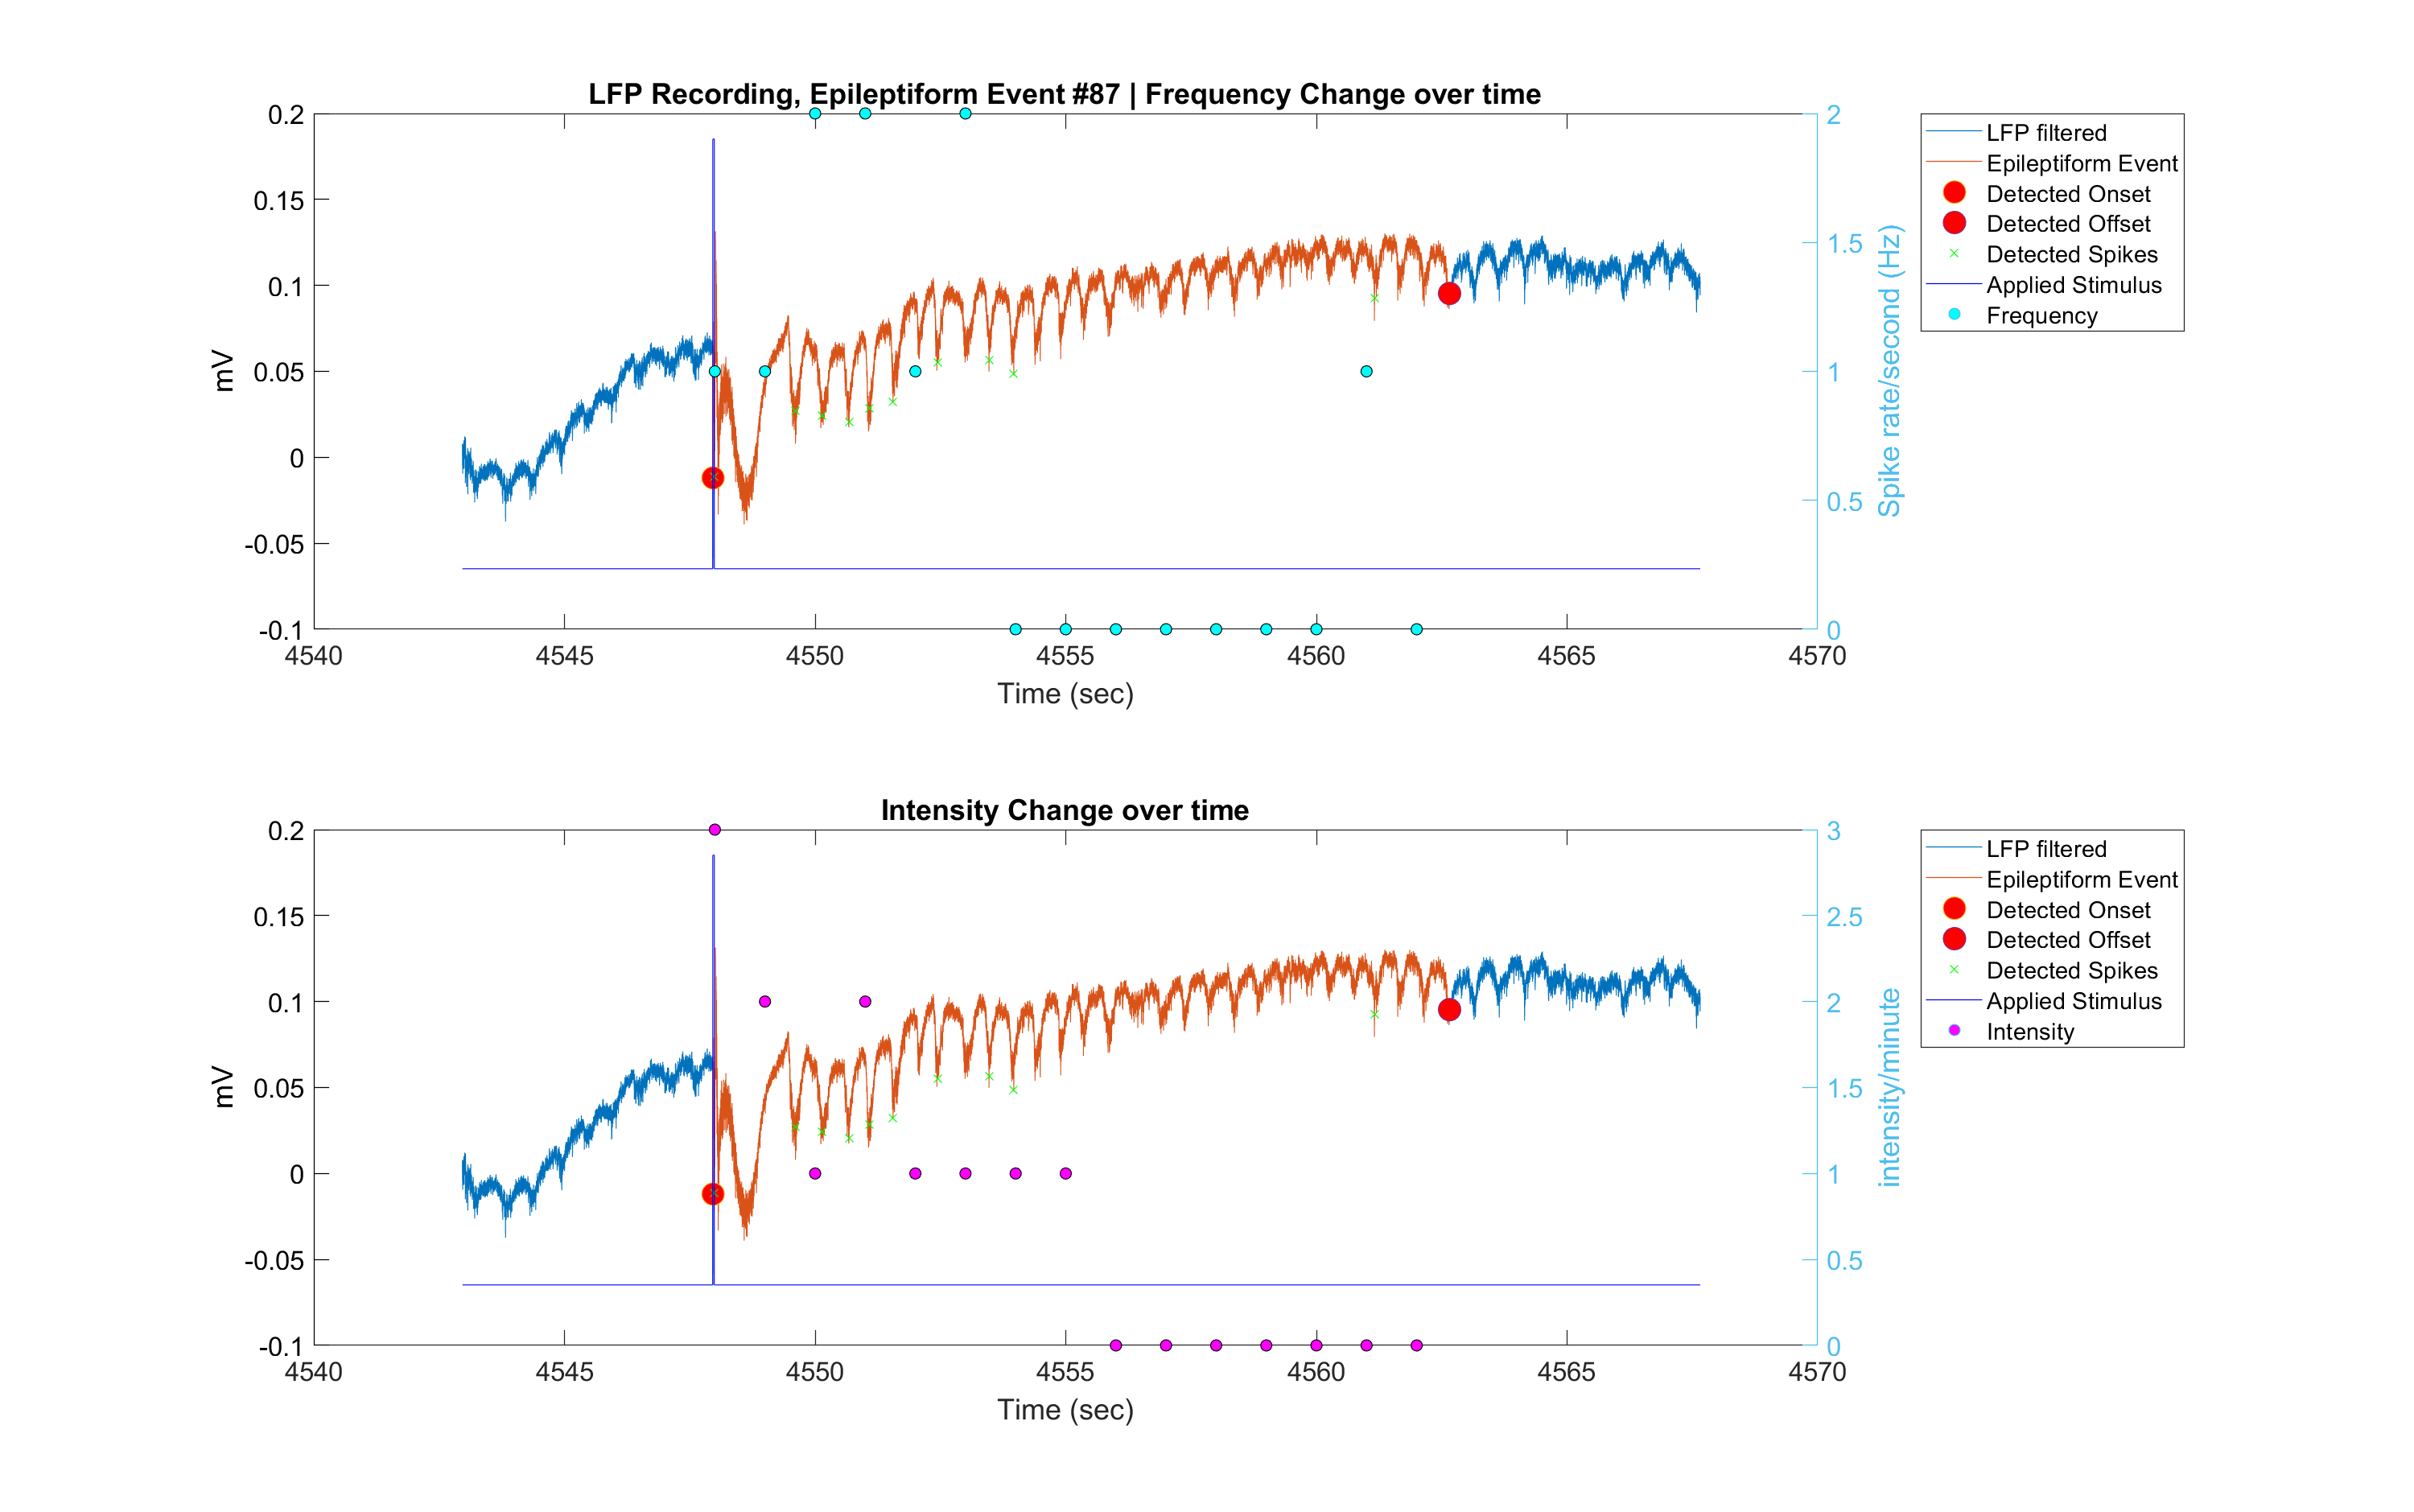 LFP Recording, Epileptiform Event #87 | Frequency Change over time
0.2
0.15
0.1
0.05
0
-0.05
-0.1
mV
4540 4545 4550 4555 4560 4565 4570
Time (sec)
2
1.5
1
0.5
0
Spike rate/second (Hz)
LFP filtered
Epileptiform Event
Detected Onset
Detected Offset
Detected Spikes
Applied Stimulus
Frequency
Intensity Change over time
0.2
0.15
0.1
0.05
0
-0.05
-0.1
mV
4540 4545 4550 4555 4560 4565 4570
Time (sec)
3
2.5
2
1.5
1
0.5
0
intensity/minute
LFP filtered
Epileptiform Event
Detected Onset
Detected Offset
Detected Spikes
Applied Stimulus
Intensity